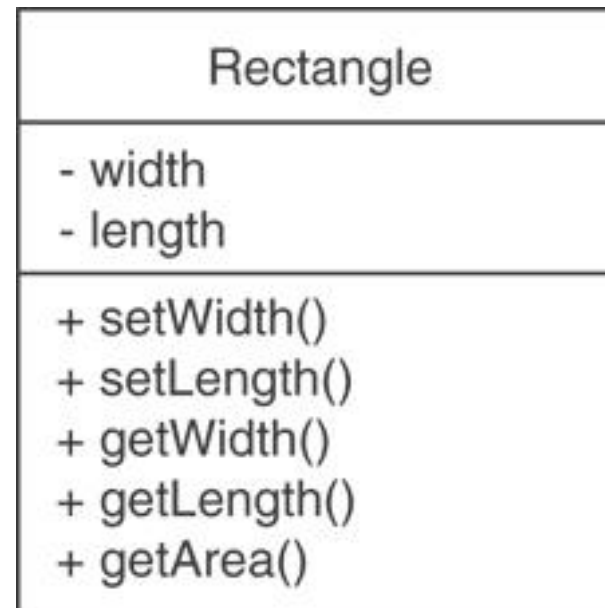 Rectangle
- width
- length
+ setWidth()
+ setLength()
+ getWidth()
+ getLength()
+ getArea()